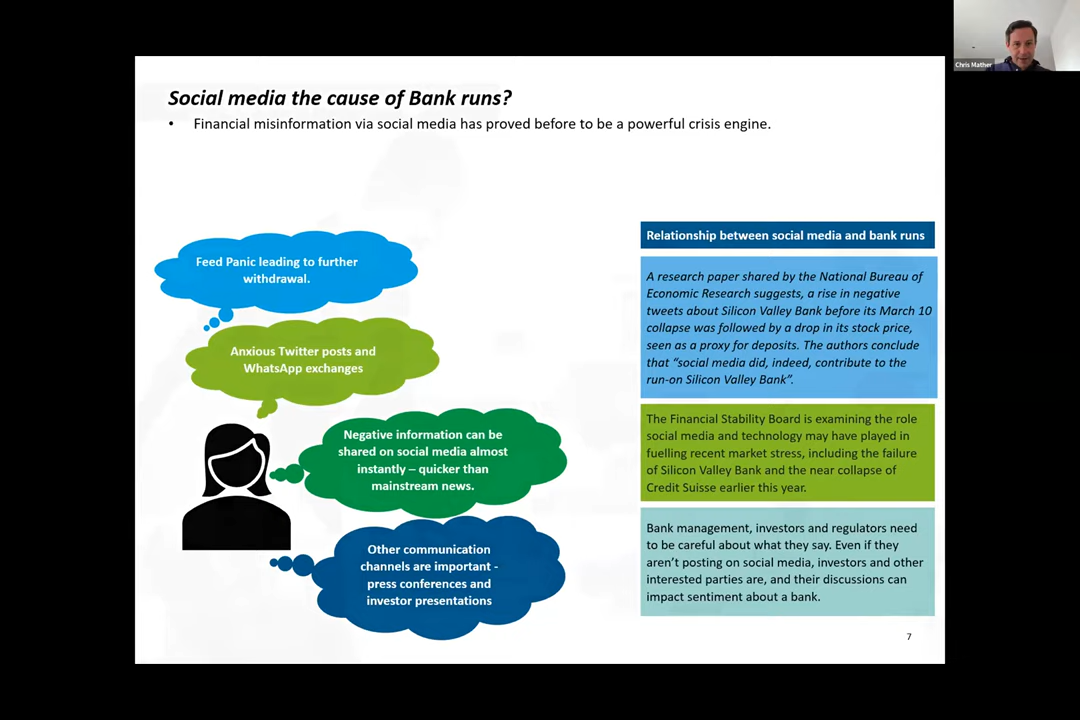 Chris Mather
Social media the cause of Bank runs?
• Financial misinformation via social media has proved before to be a powerful crisis engine.
Feed Panic leading to further
withdrawal.
Anxious Twitter posts and
WhatsApp exchanges
Negative information can be
shared on social media almost
instantly – quicker than
mainstream news.
Other communication
channels are important -
press conferences and
investor presentations
Relationship between social media and bank runs
A research paper shared by the National Bureau of
Economic Research suggests, a rise in negative
tweets about Silicon Valley Bank before its March 10
collapse was followed by a drop in its stock price,
seen as a proxy for deposits. The authors conclude
that “social media did, indeed, contribute to the
run-on Silicon Valley Bank”.
The Financial Stability Board is examining the role
social media and technology may have played in
fuelling recent market stress, including the failure
of Silicon Valley Bank and the near collapse of
Credit Suisse earlier this year.
Bank management, investors and regulators need
to be careful about what they say. Even if they
aren’t posting on social media, investors and other
interested parties are, and their discussions can
impact sentiment about a bank.
7